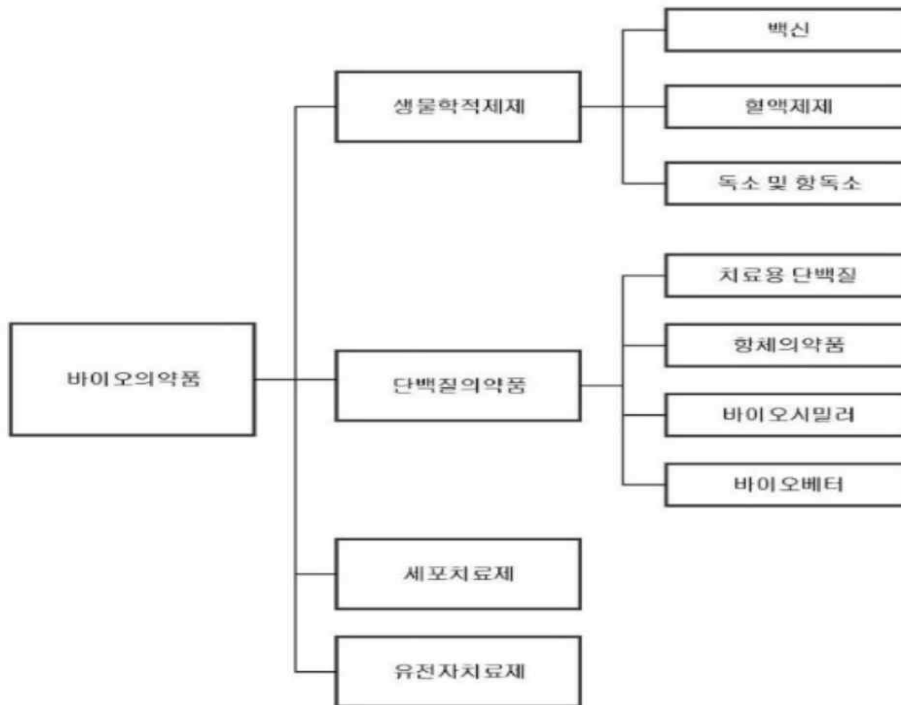 백신
생물학적제제
혈액제제
독소 및 항독소
치료용 단백질
항체의약품
바이오의약품
단백질의약품
바이오시밀러
바이오베터
세포치료제
유전자치료제